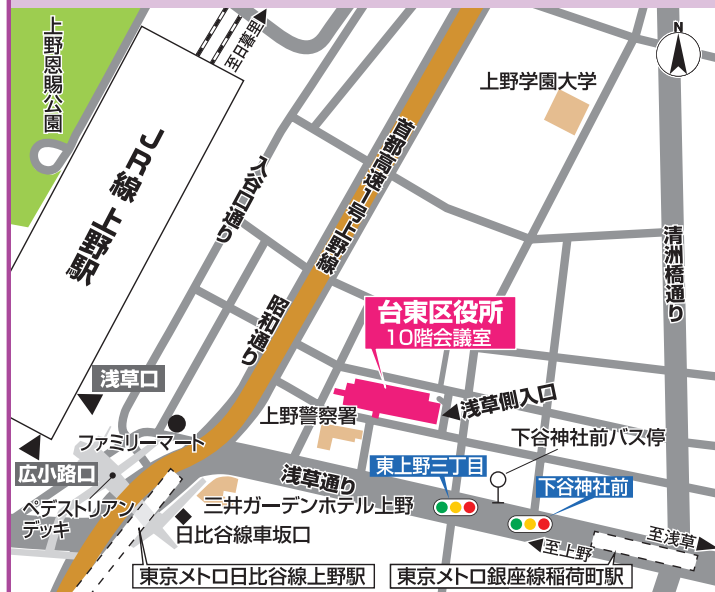 上野恩賜公園
至日暮里
N
上野学園大学
JR線 上野駅
入谷口通り
首都高速1号上野線
清洲橋通り
昭和通り
台東区役所
10階会議室
浅草口
浅草側入口
上野警察署
ファミリーマート
下谷神社前バス停
広小路口
浅草通り
東上野三丁目
下谷神社前
ペデストリアン
デッキ
三井ガーデンホテル上野
日比谷線車坂口
至浅草
至上野
東京メトロ日比谷線上野駅
東京メトロ銀座線稲荷町駅